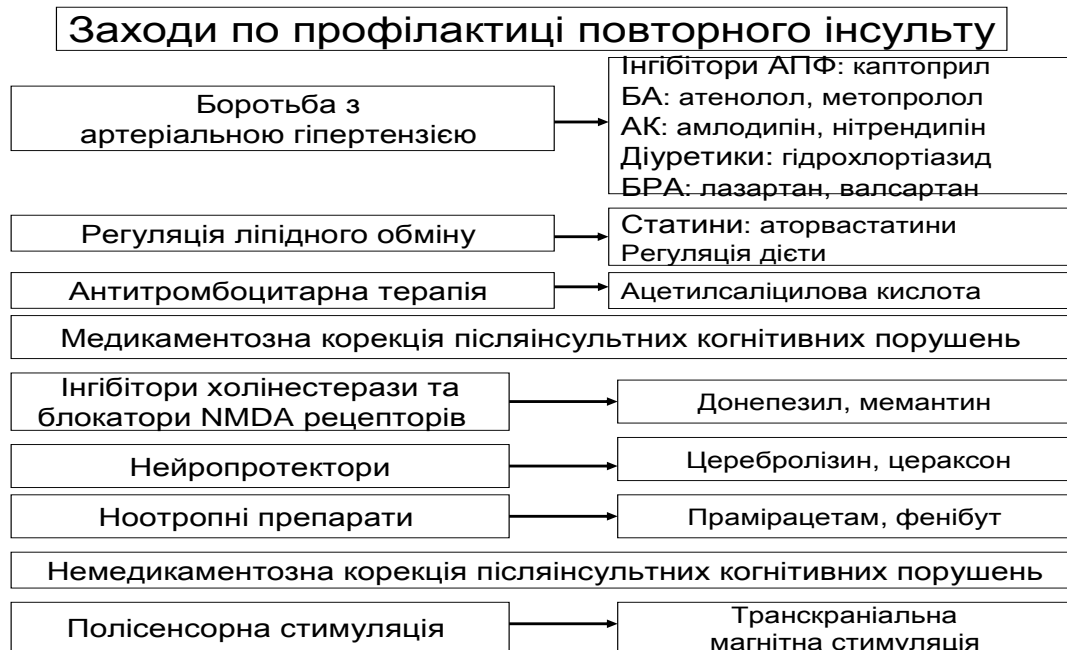 Заходи по профілактиці повторного інсульту
Боротьба з
артеріальною гіпертензією
Інгібітори АПФ: каптоприл
БА: атенолол, метопролол
АК: амлодипін, нітрендипін
Діуретики: гідрохлортіазид
БРА: лазартан, валсартан
Регуляція ліпідного обміну
Статини: аторвастатини
Регуляція дієти
Антитромбоцитарна терапія
Ацетилсаліцилова кислота
Медикаментозна корекція післяінсультних когнітивних порушень
Інгібітори холінестерази та
блокатори NMDA рецепторів
Донепезил, мемантин
Нейропротектори
Церебролізин, цераксон
Ноотропні препарати
Прамірацетам, фенібут
Немедикаментозна корекція післяінсультних когнітивних порушень
Полісенсорна стимуляція
Транскраніальна
магнітна стимуляція